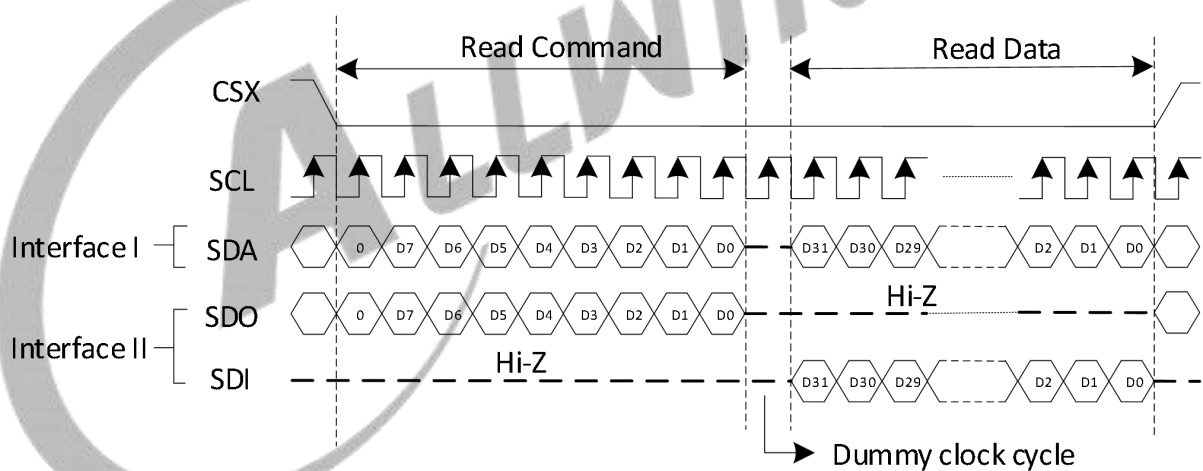 ALLWIN
Read Command
Read Data
CSX
SCL
Interface I
SDA
0 D7 D6 D5 D4 D3 D2 D1 D0 D31 D30 D29 D2 D1 D0
Hi-Z
SDO
0 D7 D6 D5 D4 D3 D2 D1 D0
Interface II
Hi-Z
SDI
D31 D30 D29 D2 D1 D0
Dummy clock cycle